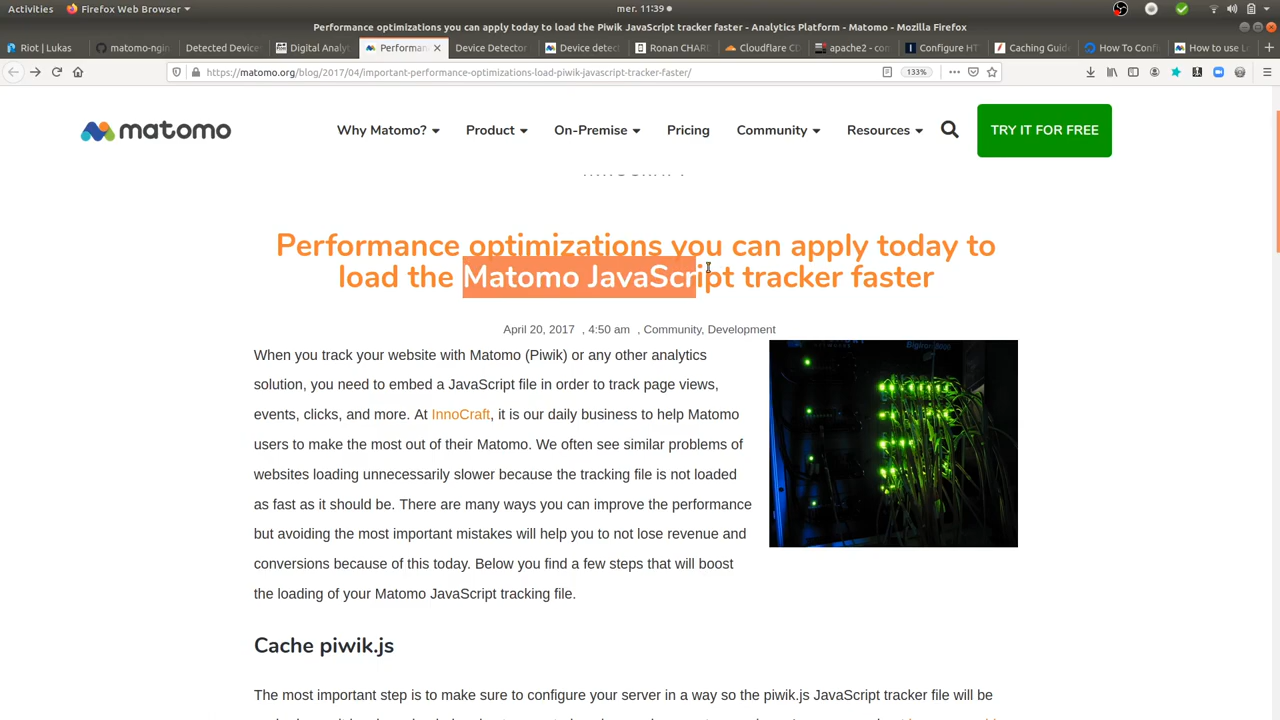 Activities Firefox Web Browser mer. 11:39
Performance optimizations you can apply today to load the Piwik JavaScript tracker faster - Analytics Platform - Matomo - Mozilla Firefox
Riot | Lukas matomo-ngin Detected Device Digital Analy Performan Device Detector Device detec Ronan CHAR Cloudflare CD apache2 - con Configure HT Caching Guide How To Confi How to use Lo
https://matomo.org/blog/2017/04/important-performance-optimizations-load-piwik-javascript-tracker-faster/ 133%
matomo Why Matomo? Product On-Premise Pricing Community Resources TRY IT FOR FREE
Performance optimizations you can apply today to
load the Matomo JavaScript tracker faster
April 20, 2017 , 4:50 am , Community, Development
When you track your website with Matomo (Piwik) or any other analytics
solution, you need to embed a JavaScript file in order to track page views,
events, clicks, and more. At InnoCraft, it is our daily business to help Matomo
users to make the most out of their Matomo. We often see similar problems of
websites loading unnecessarily slower because the tracking file is not loaded
as fast as it should be. There are many ways you can improve the performance
but avoiding the most important mistakes will help you to not lose revenue and
conversions because of this today. Below you find a few steps that will boost
the loading of your Matomo JavaScript tracking file.
Cache piwik.js
The most important step is to make sure to configure your server in a way so the piwik.js JavaScript tracker file will be